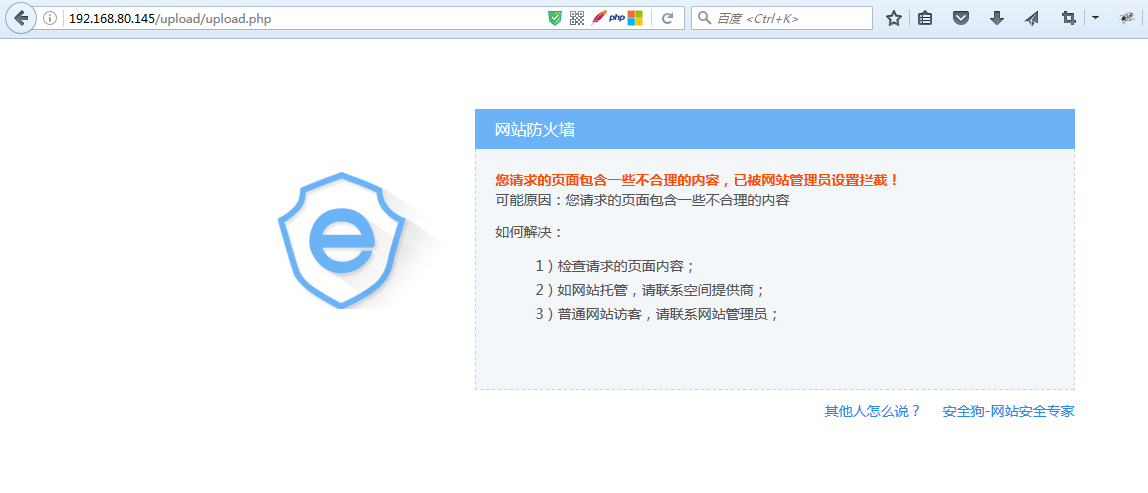 192.168.80.145/upload/upload.php
php
百度 <Ctrl+K>
网站防火墙
您请求的页面包含一些不合理的内容，已被网站管理员设置拦截！
可能原因：您请求的页面包含一些不合理的内容
如何解决：
1）检查请求的页面内容；
2）如网站托管，请联系空间提供商；
3）普通网站访客，请联系网站管理员；
其他人怎么说？ 安全狗-网站安全专家